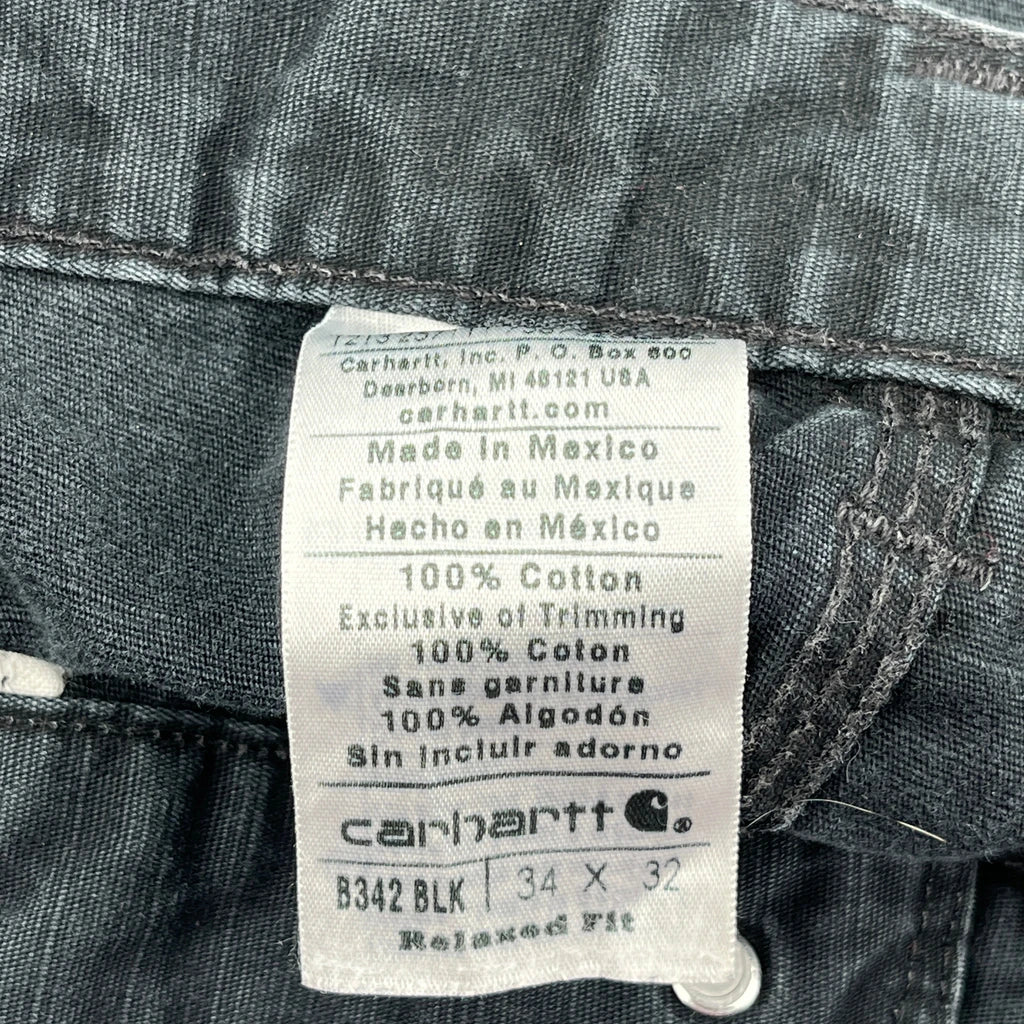 Carhartt, Inc. P. O. Box 600
Dearborn, MI 48121 USA
carhartt.com
Made in Mexico
Fabriqué au Mexique
Hecho en México
100% Cotton
Exclusive of Trimming
100% Coton
Sans garniture
100% Algodón
Sin incluir adorno
carhartt ®
B342 BLK 34 X 32
Relaxed Fit